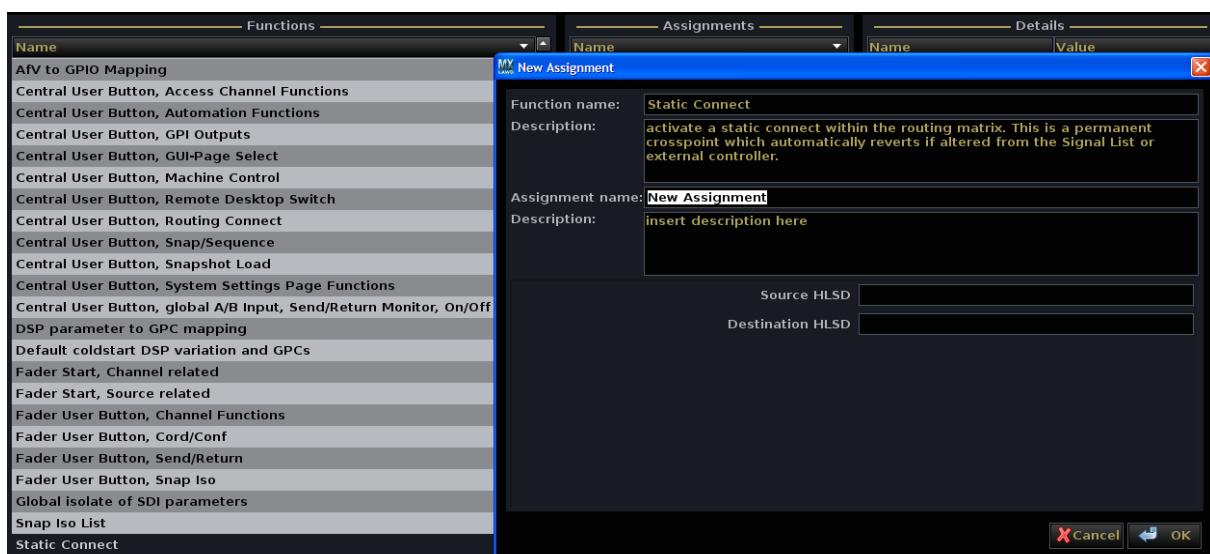 Functions
Name
AfV to GPIO Mapping
Central User Button, Access Channel Functions
Central User Button, Automation Functions
Central User Button, GPI Outputs
Central User Button, GUI-Page Select
Central User Button, Machine Control
Central User Button, Remote Desktop Switch
Central User Button, Routing Connect
Central User Button, Snap/Sequence
Central User Button, Snapshot Load
Central User Button, System Settings Page Functions
Central User Button, global A/B Input, Send/Return Monitor, On/Off
DSP parameter to GPC mapping
Default coldstart DSP variation and GPCs
Fader Start, Channel related
Fader Start, Source related
Fader User Button, Channel Functions
Fader User Button, Cord/Conf
Fader User Button, Send/Return
Fader User Button, Snap Iso
Global isolate of SDI parameters
Snap Iso List
Static Connect
Assignments
Name
Details
Name Value
MX
LAWO
New Assignment
Function name: Static Connect
Description: activate a static connect within the routing matrix. This is a permanent
crosspoint which automatically reverts if altered from the Signal List or
external controller.
Assignment name: New Assignment
Description: insert description here
Source HLSD
Destination HLSD
Cancel OK